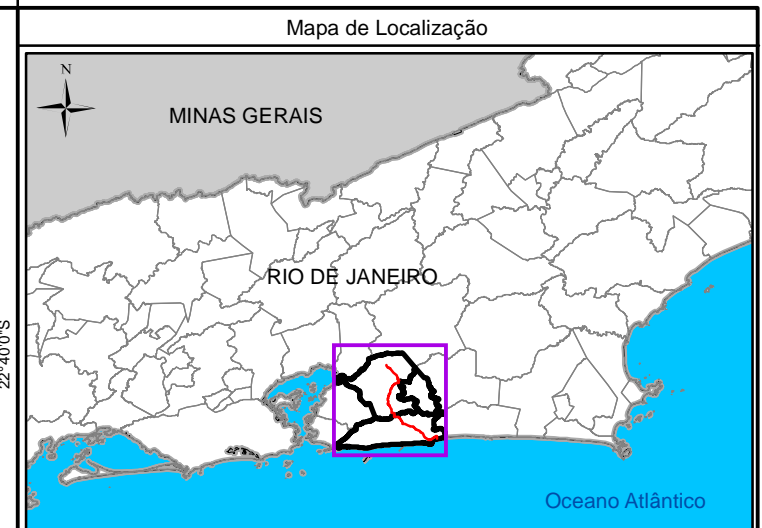 Mapa de Localização
N
MINAS GERAIS
RIO DE JANEIRO
22°40'0"S
Oceano Atlântico